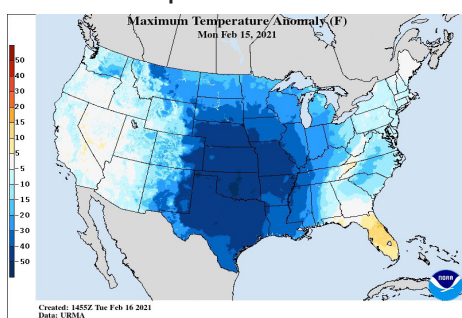 Maximum Temperature Anomaly (F)
Mon Feb 15, 2021
50
40
30
20
15
10
5
5
10
15
20
30
40
50
NOAA
Created: 1455Z Tue Feb 16 2021
Data: URMA